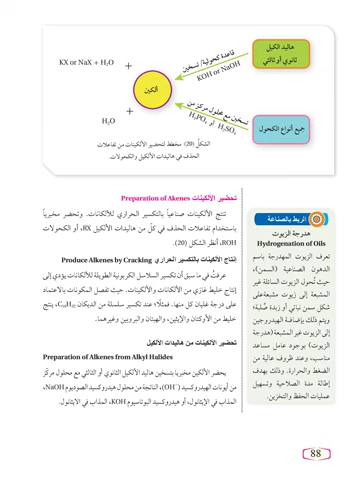 هاليد ألكيل
ثانوي أو ثالثي
قاعدة كحولية/ تسخين
KOH or NaOH
KX or NaX + H₂O
+
ألكين
+
H₂O
تسخين مع محلول مركز من
H₂SO₄ أو H₃PO₄
جميع أنواع الكحول
الشكل (20): مخطط لتحضير الألكينات من تفاعلات
الحذف في هاليدات الألكيل والكحولات.
تحضير الألكينات Preparation of Akenes
تنتج الألكينات صناعياً بالتكسير الحراري للألكانات. وتحضر مخبرياً
باستخدام تفاعلات الحذف في كلّ من هاليدات الألكيل RX، أو الكحولات
ROH، أنظر الشكل (20).
إنتاج الألكينات بالتكسير الحراري Produce Alkenes by Cracking
عرفتُ في ما سبق أن تكسير السلاسل الكربونية الطويلة للألكانات يؤدي إلى
إنتاج خليط غازي من الألكانات والألكينات. حيث تفصل المكونات بالاعتماد
على درجة غليان كل منها. فمثلًا؛ عند تكسير سلسلة من الديكان C₁₀H₂₂، ينتج
خليط من الأوكتان والإيثين، والهبتان والبروبين وغيرهما.
تحضير الألكينات من هاليدات الألكيل
Preparation of Alkenes from Alkyl Halides
يحضر الألكين مخبريا بتسخين هاليد الألكيل الثانوي أو الثالثي مع محلول مركّز
من أيونات الهيدروكسيد (OH⁻)، الناتجة من محلول هيدروكسيد الصوديوم NaOH،
المذاب في الإيثانول، أو هيدروكسيد البوتاسيوم KOH، المذاب في الايثانول.
الربط بالصناعة
هدرجة الزيوت
Hydrogenation of Oils
تعرف الزيوت المهدرجة باسم
الدهون الصناعية (السمن)،
حيث تُحول الزيوت السائلة غير
المشبعة إلى زيوت مشبعة على
شكل سمن نباتي أو زبدة صُلبة؛
ويتم ذلك بإضافة الهيدروجين
إلى الزيوت غير المشبعة (هدرجة
الزيوت) بوجود عامل مساعد
مناسب، وعند ظروف عالية من
الضغط والحرارة. وذلك بهدف
إطالة مدة الصلاحية وتسهيل
عمليات الحفظ والتخزين.
88